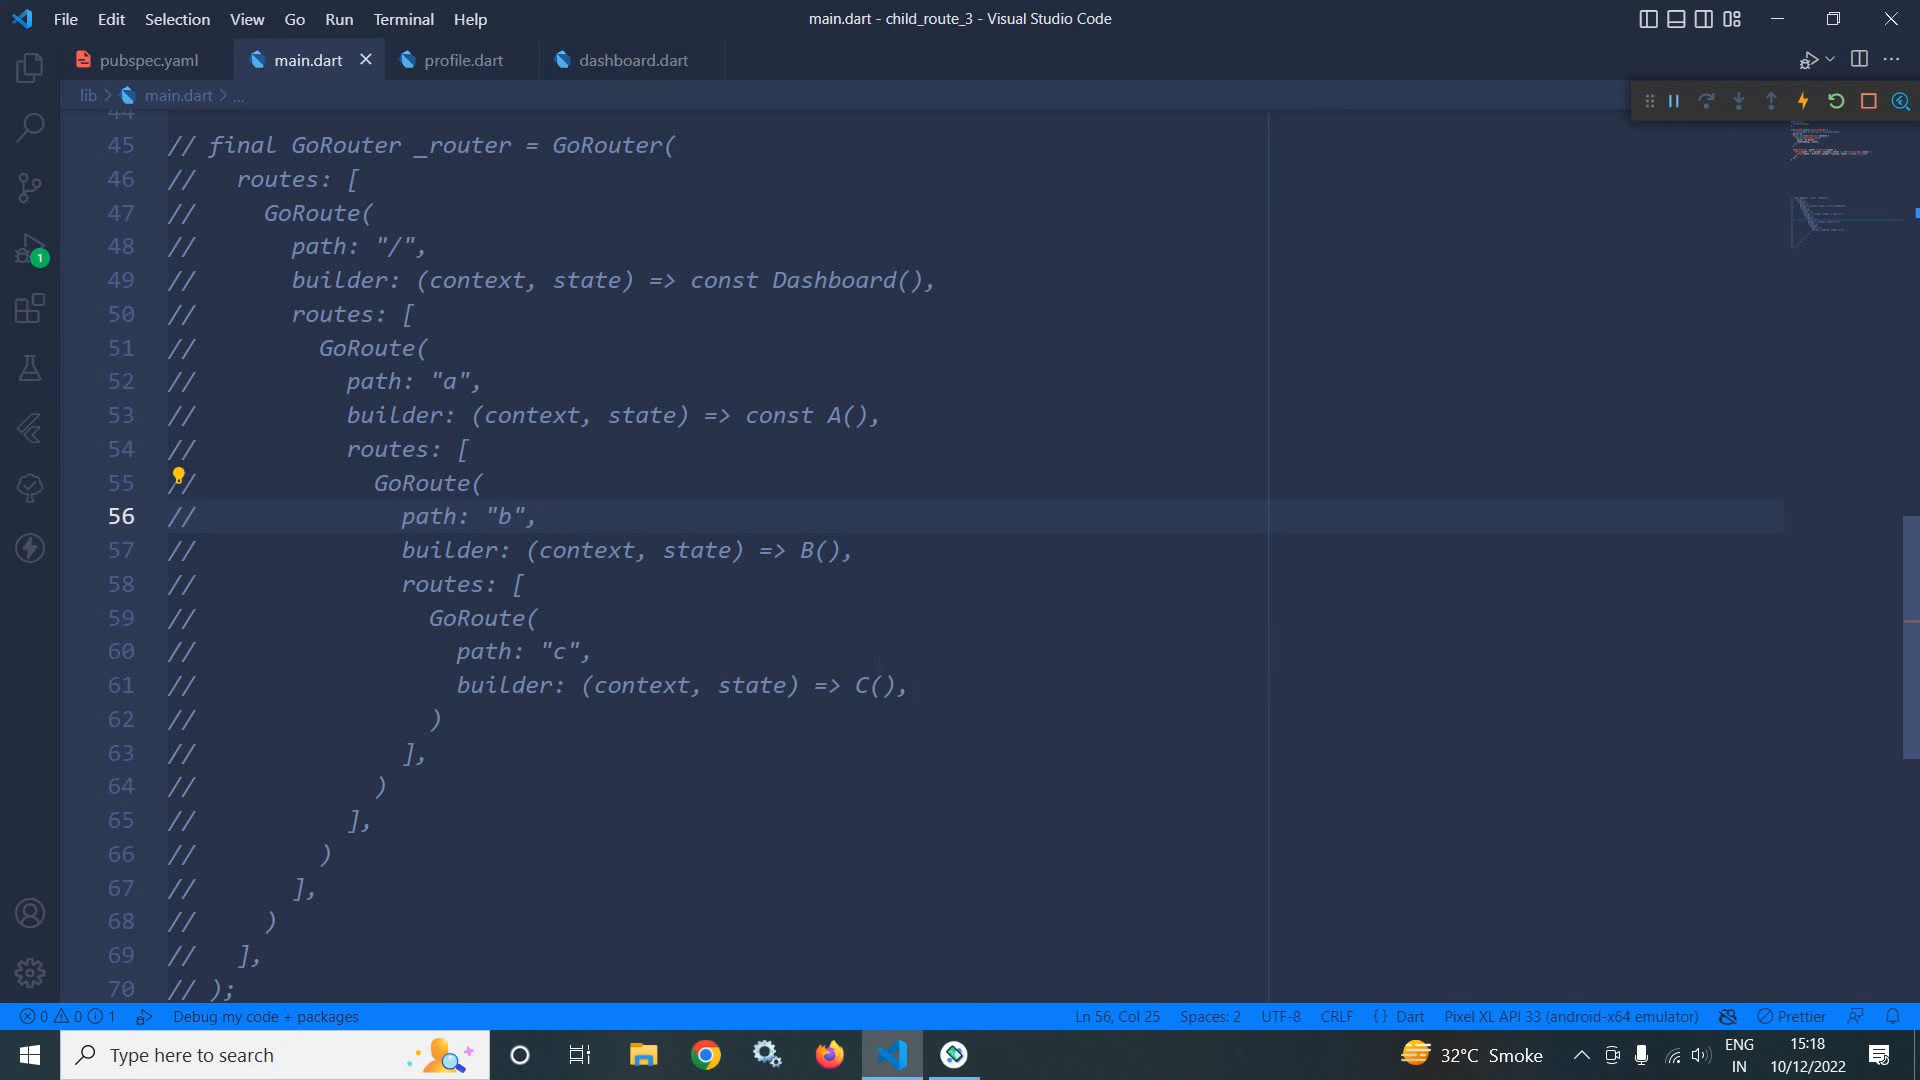 File Edit Selection View Go Run Terminal Help
main.dart - child_route_3 - Visual Studio Code
pubspec.yaml main.dart profile.dart dashboard.dart
lib > main.dart > ...
44
45 // final GoRouter _router = GoRouter(
46 //   routes: [
47 //     GoRoute(
48 //       path: "/",
49 //       builder: (context, state) => const Dashboard(),
50 //       routes: [
51 //         GoRoute(
52 //           path: "a",
53 //           builder: (context, state) => const A(),
54 //           routes: [
55 //             GoRoute(
56 //               path: "b",
57 //               builder: (context, state) => B(),
58 //               routes: [
59 //                 GoRoute(
60 //                   path: "c",
61 //                   builder: (context, state) => C(),
62 //                 )
63 //               ],
64 //             )
65 //           ],
66 //         )
67 //       ],
68 //     )
69 //   ],
70 // );
1
0 0 1 Debug my code + packages Ln 56, Col 25 Spaces: 2 UTF-8 CRLF {} Dart Pixel XL API 33 (android-x64 emulator) Prettier
Type here to search
32°C Smoke
ENG
IN
15:18
10/12/2022